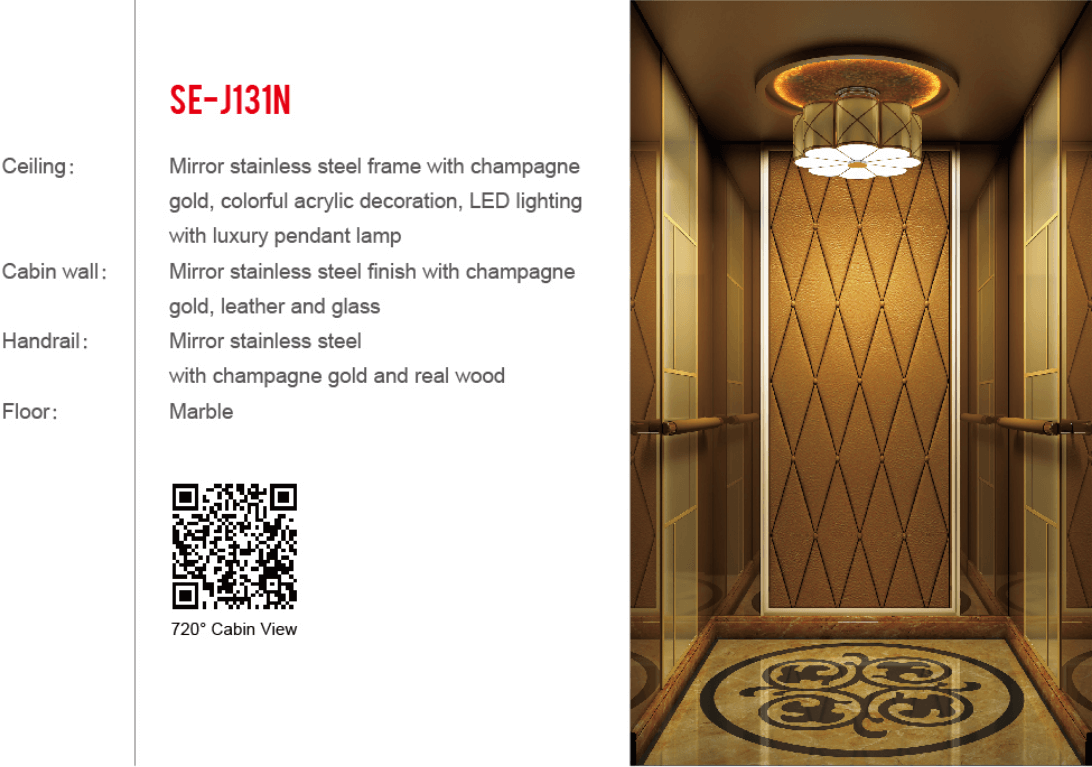 SE-J131N
Ceiling: Mirror stainless steel frame with champagne
gold, colorful acrylic decoration, LED lighting
with luxury pendant lamp
Cabin wall: Mirror stainless steel finish with champagne
gold, leather and glass
Handrail: Mirror stainless steel
with champagne gold and real wood
Floor: Marble
720° Cabin View